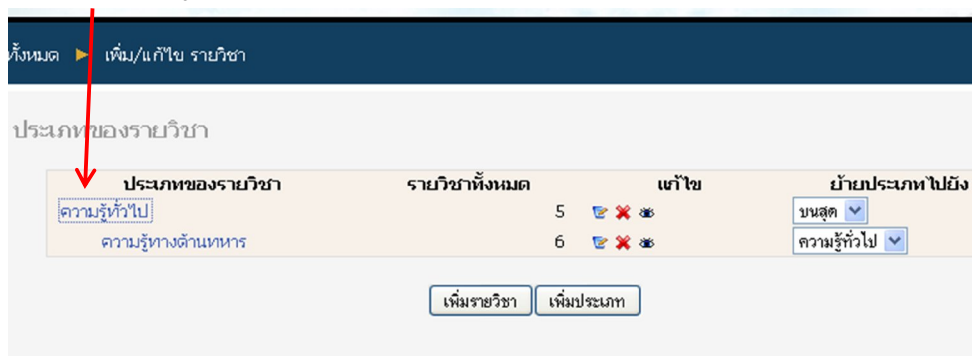 ทั้งหมด ► เพิ่ม/แก้ไข รายวิชา
ประเภทของรายวิชา
ประเภทของรายวิชา รายวิชาทั้งหมด แก้ไข ย้ายประเภทไปยัง
ความรู้ทั่วไป 5 บนสุด
ความรู้ทางด้านทหาร 6 ความรู้ทั่วไป
เพิ่มรายวิชา เพิ่มประเภท